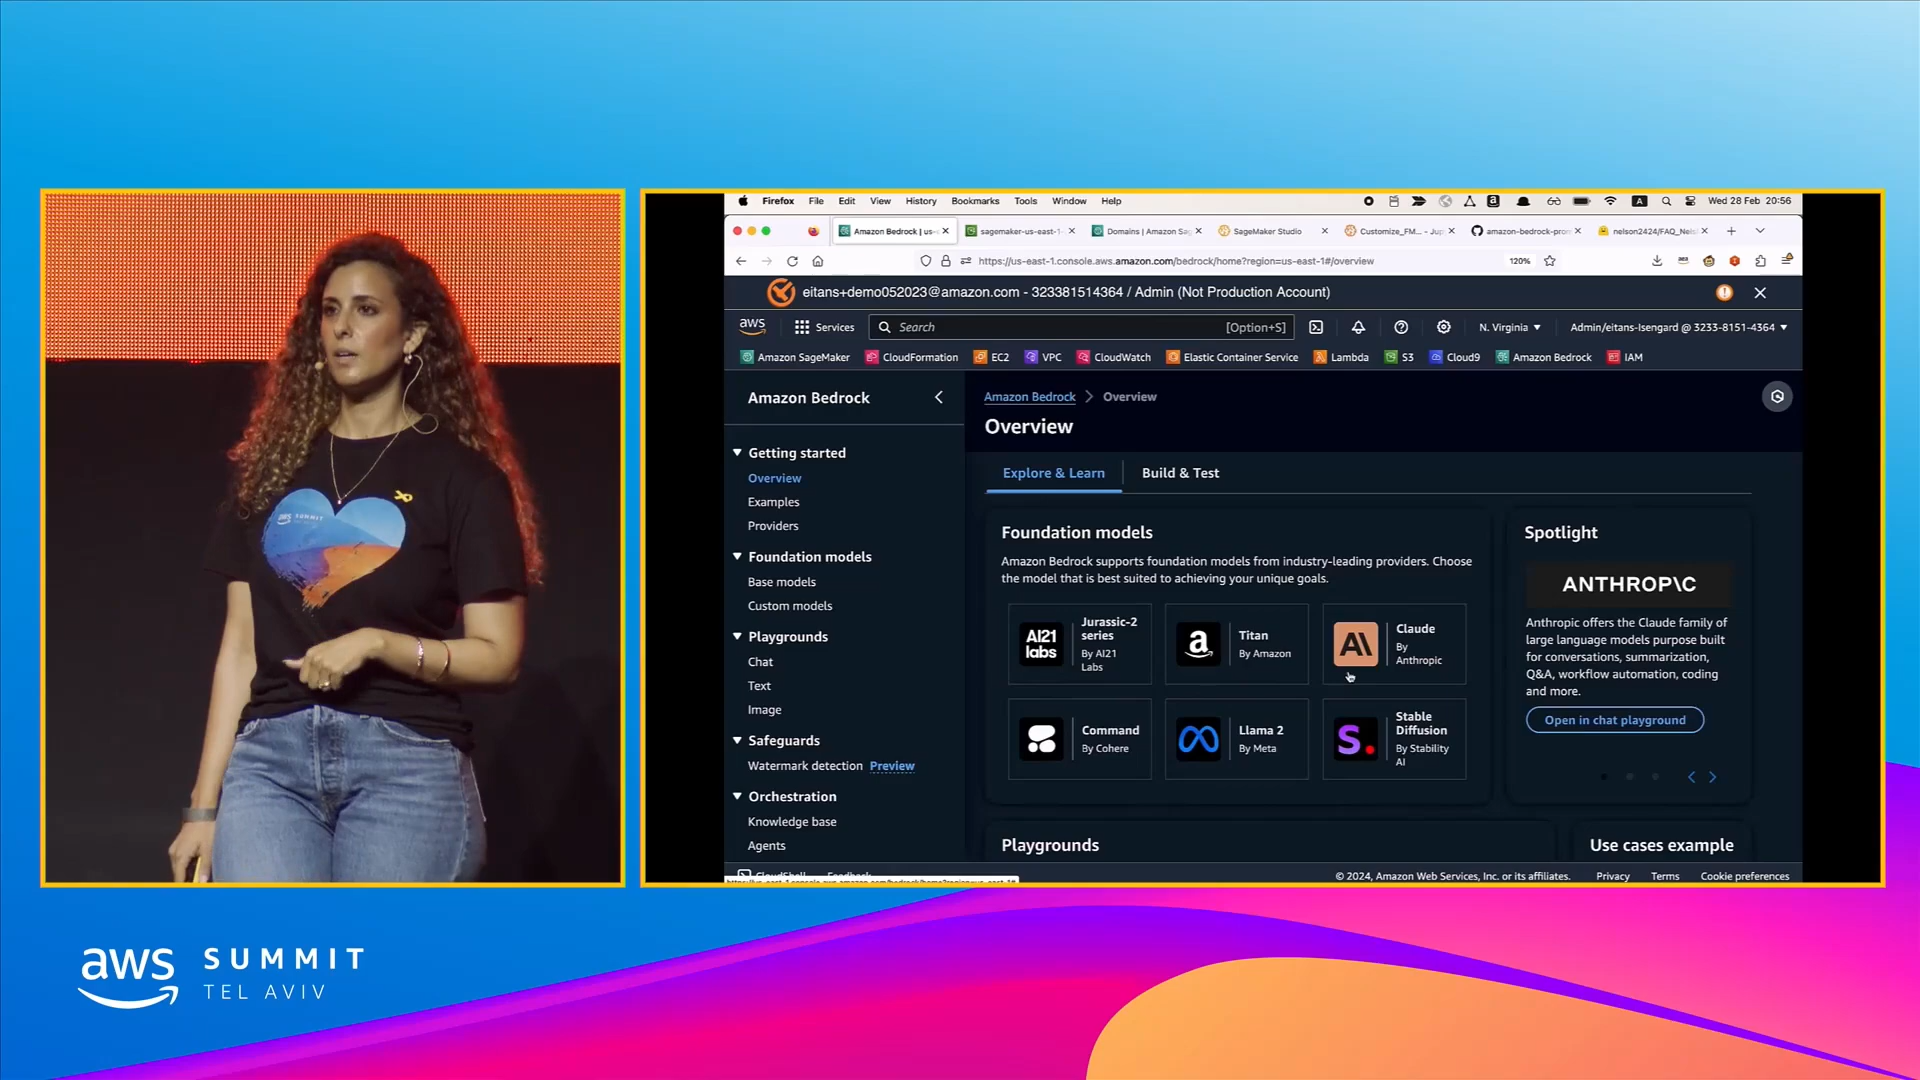 aws SUMMIT
Firefox File Edit View History Bookmarks Tools Window Help
A
Wed 28 Feb 20:56
Amazon Bedrock | us-
sagemaker-us-east-1-
Domains | Amazon Sa
SageMaker Studio
Customize_FM... - Jup
amazon-bedrock-pro
nelson2424/FAQ_Nels
https://us-east-1.console.aws.amazon.com/bedrock/home?region=us-east-1#/overview
120%
eitans+demo052023@amazon.com - 323381514364 / Admin (Not Production Account)
aws
Services
Search
[Option+S]
N. Virginia
Admin/eitans-Isengard @ 3233-8151-4364
Amazon SageMaker
CloudFormation
EC2
VPC
CloudWatch
Elastic Container Service
Lambda
S3
Cloud9
Amazon Bedrock
IAM
Amazon Bedrock
Getting started
Overview
Examples
Providers
Foundation models
Base models
Custom models
Playgrounds
Chat
Text
Image
Safeguards
Watermark detection Preview
Orchestration
Knowledge base
Agents
Amazon Bedrock > Overview
Overview
Explore & Learn
Build & Test
Foundation models
Amazon Bedrock supports foundation models from industry-leading providers. Choose
the model that is best suited to achieving your unique goals.
AI21
labs
Jurassic-2
series
By AI21
Labs
a
Titan
By Amazon
A\
Claude
By
Anthropic
Command
By Cohere
Llama 2
By Meta
S.
Stable
Diffusion
By Stability
AI
Spotlight
ANTHROP\C
Anthropic offers the Claude family of
large language models purpose built
for conversations, summarization,
Q&A, workflow automation, coding
and more.
Open in chat playground
Playgrounds
Use cases example
© 2024, Amazon Web Services, Inc. or its affiliates.
Privacy
Terms
Cookie preferences
aws SUMMIT
TEL AVIV